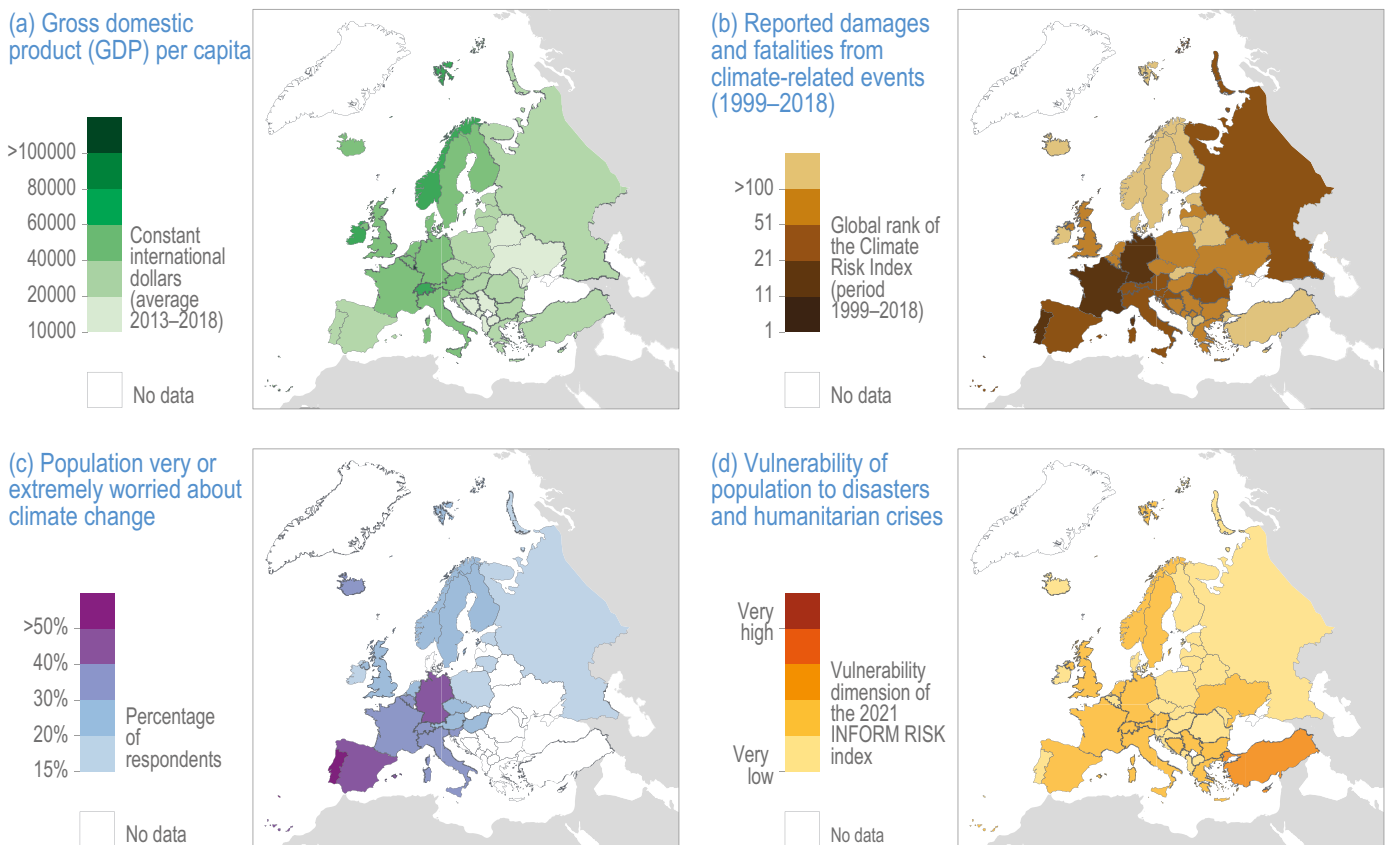 (a) Gross domestic
product (GDP) per capita
>100000
80000
60000
40000
20000
10000
Constant
international
dollars
(average
2013–2018)
No data
(b) Reported damages
and fatalities from
climate-related events
(1999–2018)
>100
51
21
11
1
Global rank of
the Climate
Risk Index
(period
1999–2018)
No data
(c) Population very or
extremely worried about
climate change
>50%
40%
30%
20%
15%
Percentage
of
respondents
No data
(d) Vulnerability of
population to disasters
and humanitarian crises
Very
high
Very
low
Vulnerability
dimension of
the 2021
INFORM RISK
index
No data